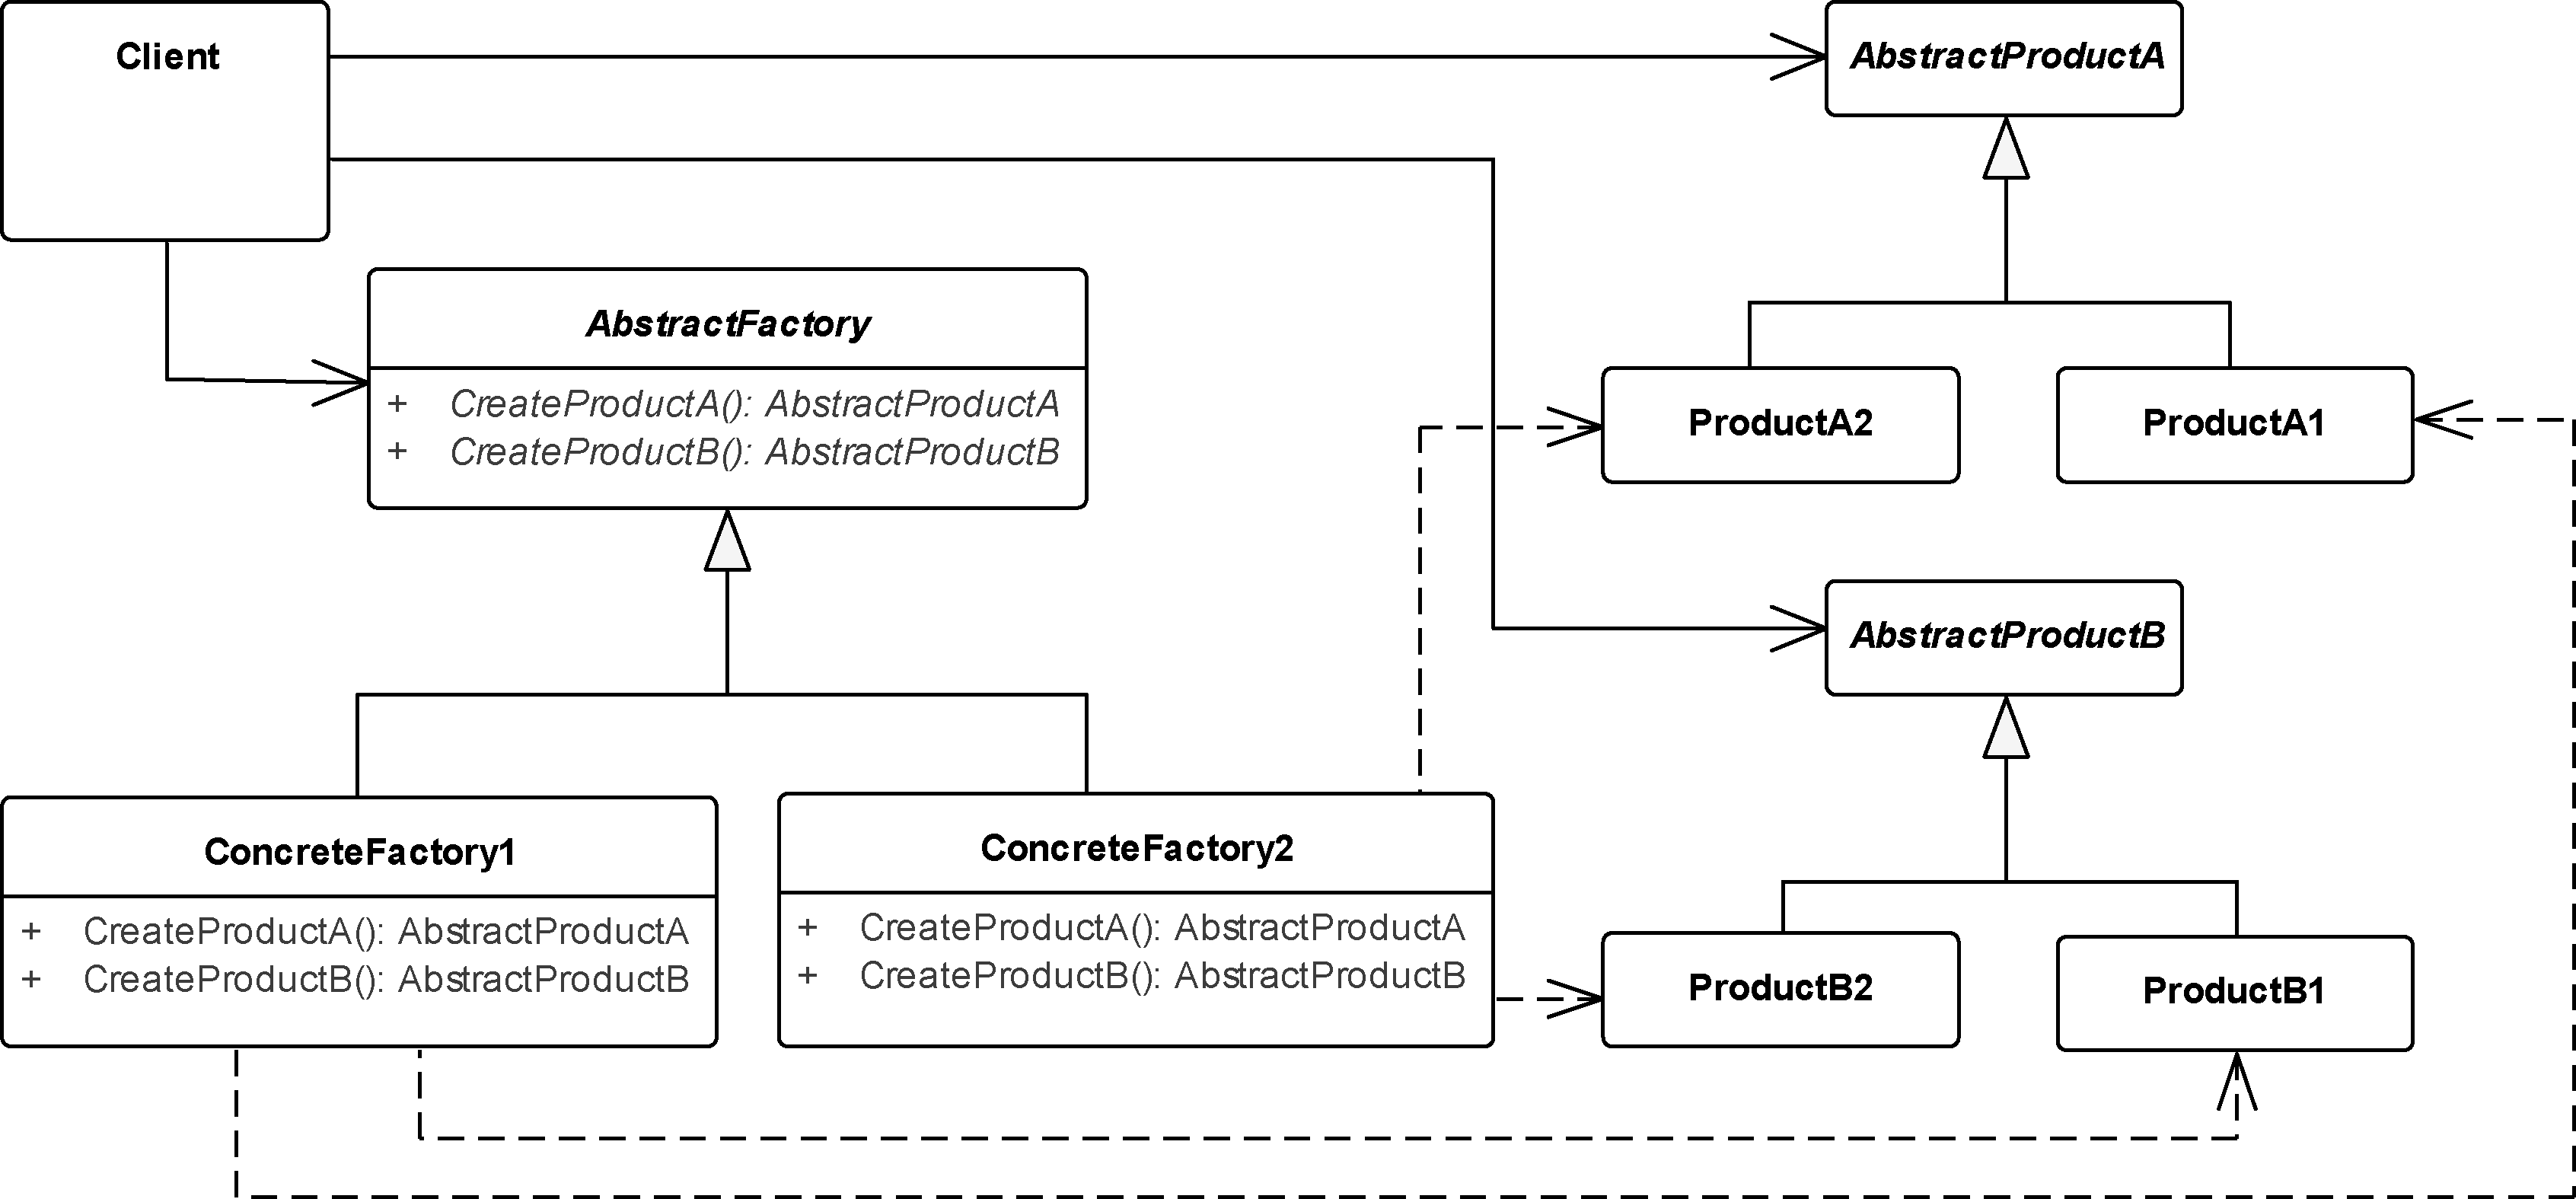 Client
AbstractProductA
AbstractFactory
+ CreateProductA(): AbstractProductA
+ CreateProductB(): AbstractProductB
ProductA2
ProductA1
AbstractProductB
ConcreteFactory1
+ CreateProductA(): AbstractProductA
+ CreateProductB(): AbstractProductB
ConcreteFactory2
+ CreateProductA(): AbstractProductA
+ CreateProductB(): AbstractProductB
ProductB2
ProductB1